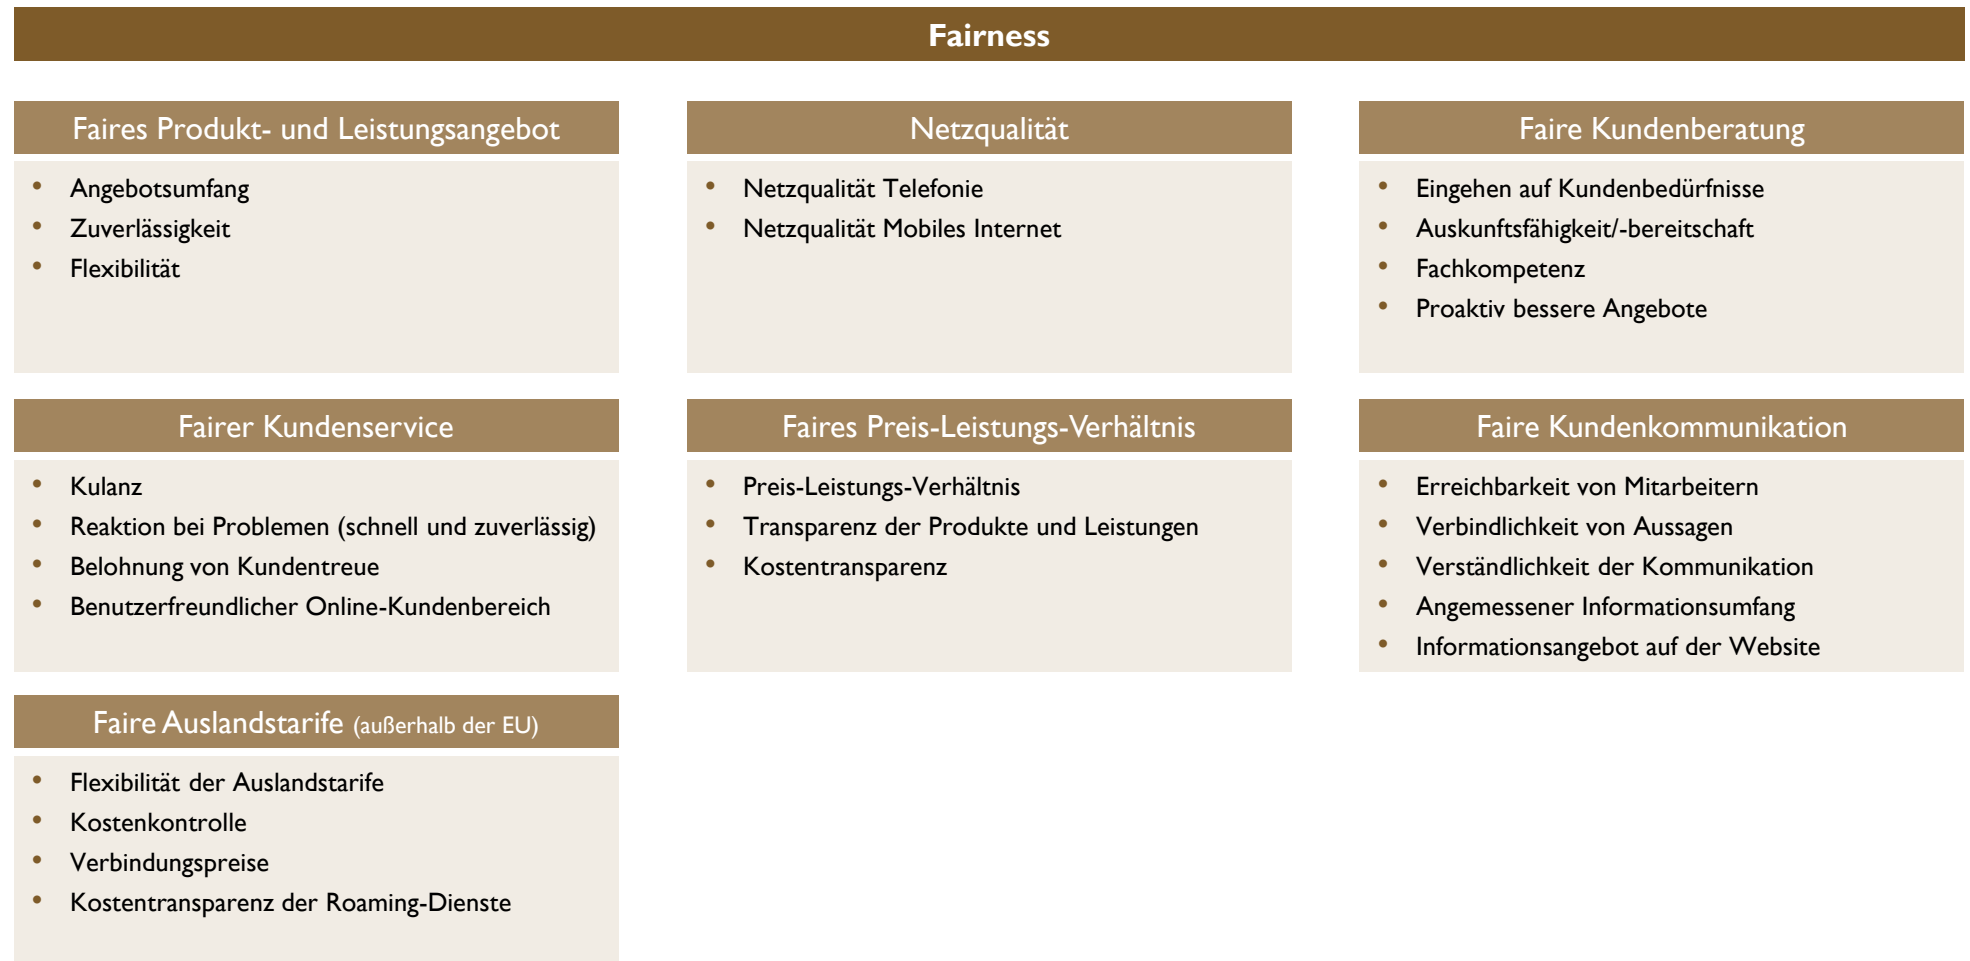 Fairness
Faires Produkt- und Leistungsangebot
• Angebotsumfang
• Zuverlässigkeit
• Flexibilität
Netzqualität
• Netzqualität Telefonie
• Netzqualität Mobiles Internet
Faire Kundenberatung
• Eingehen auf Kundenbedürfnisse
• Auskunftsfähigkeit/-bereitschaft
• Fachkompetenz
• Proaktiv bessere Angebote
Fairer Kundenservice
• Kulanz
• Reaktion bei Problemen (schnell und zuverlässig)
• Belohnung von Kundentreue
• Benutzerfreundlicher Online-Kundenbereich
Faires Preis-Leistungs-Verhältnis
• Preis-Leistungs-Verhältnis
• Transparenz der Produkte und Leistungen
• Kostentransparenz
Faire Kundenkommunikation
• Erreichbarkeit von Mitarbeitern
• Verbindlichkeit von Aussagen
• Verständlichkeit der Kommunikation
• Angemessener Informationsumfang
• Informationsangebot auf der Website
Faire Auslandstarife (außerhalb der EU)
• Flexibilität der Auslandstarife
• Kostenkontrolle
• Verbindungspreise
• Kostentransparenz der Roaming-Dienste